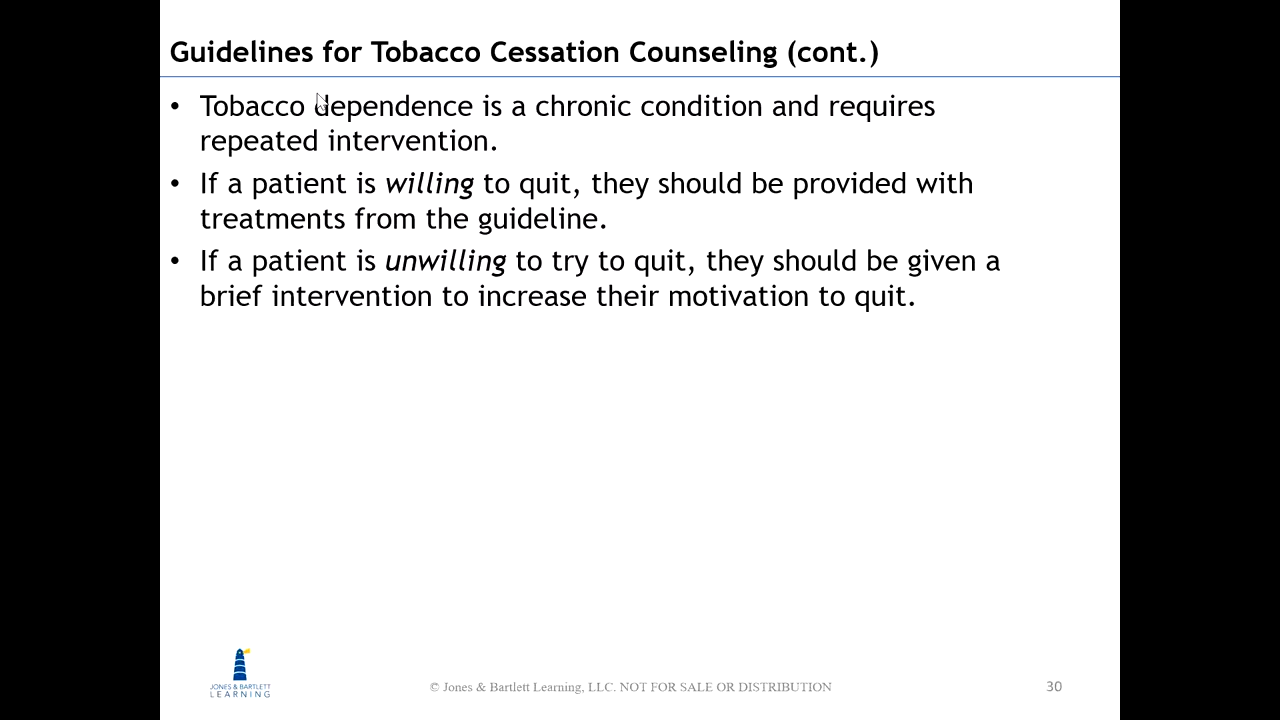 Guidelines for Tobacco Cessation Counseling (cont.)
• Tobacco dependence is a chronic condition and requires
repeated intervention.
• If a patient is willing to quit, they should be provided with
treatments from the guideline.
• If a patient is unwilling to try to quit, they should be given a
brief intervention to increase their motivation to quit.
JONES & BARTLETT
LEARNING
© Jones & Bartlett Learning, LLC. NOT FOR SALE OR DISTRIBUTION
30